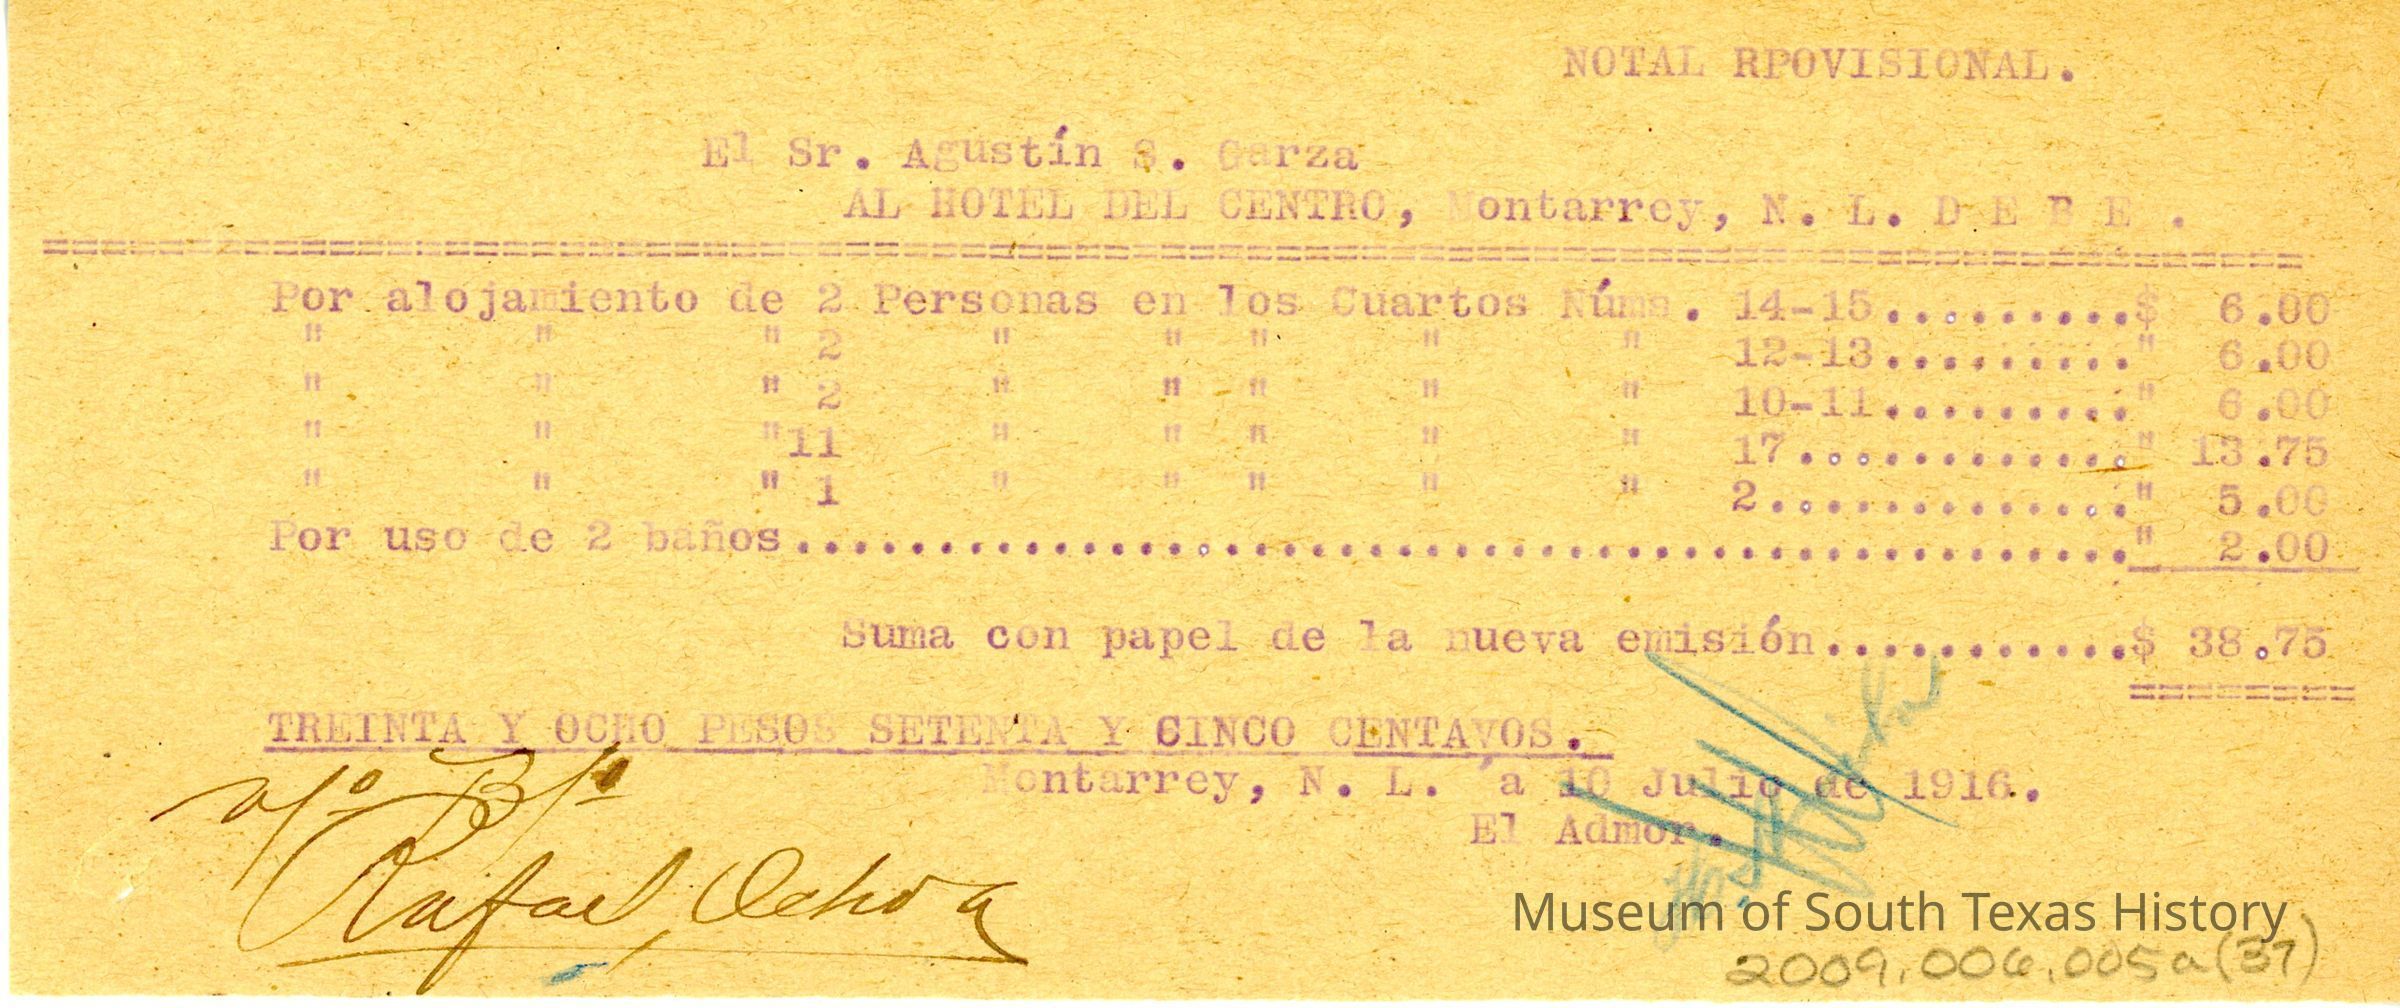 NOTAL RPOVISIONAL.
El Sr. Agustín S. Garza
AL HOTEL DEL CENTRO, Montarrey, N. L. D E B E .
================================================================================
Por alojamiento de 2 Personas en los Cuartos Núms. 14-15.........$ 6.00
" " " 2 " " " " " 12-13........." 6.00
" " " 2 " " " " " 10-11........." 6.00
" " "11 " " " " " 17............" 13.75
" " " 1 " " " " " 2............." 5.00
Por uso de 2 baños..............................................." 2.00
Suma con papel de la nueva emisión...........$ 38.75
========
TREINTA Y OCHO PESOS SETENTA Y CINCO CENTAVOS.
Montarrey, N. L. ´a 10 Julio de 1916.
El Admor.
Vo Bo
Rafael Ochoa
Museum of South Texas History
2009.006.005a(37)